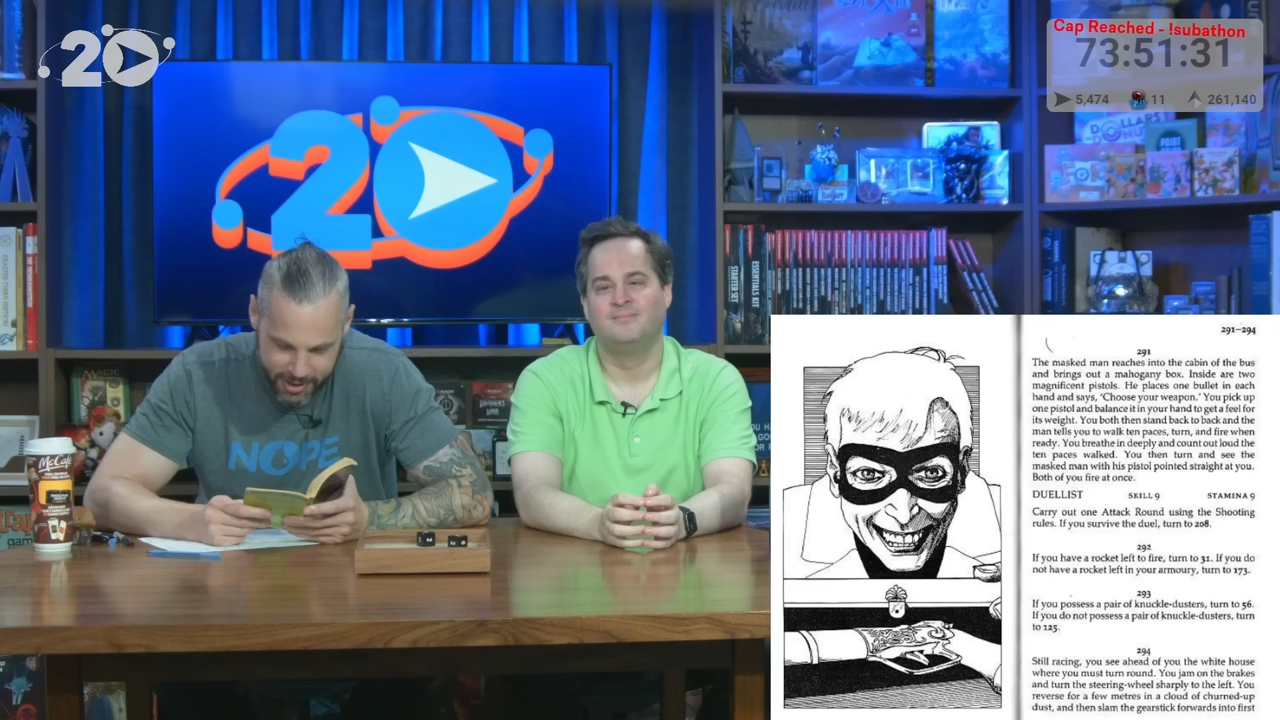 20
Cap Reached - !subathon
73:51:31
5,474
11
261,140
20
STARTER SET
ESSENTIALS KIT
MAGIC
McCafé
NOPE
291–294
291
The masked man reaches into the cabin of the bus
and brings out a mahogany box. Inside are two
magnificent pistols. He places one bullet in each
hand and says, ‘Choose your weapon.’ You pick up
one pistol and balance it in your hand to get a feel for
its weight. You both then stand back to back and the
man tells you to walk ten paces, turn, and fire when
ready. You breathe in deeply and count out loud the
ten paces walked. You then turn and see the
masked man with his pistol pointed straight at you.
Both of you fire at once.
DUELLIST SKILL 9 STAMINA 9
Carry out one Attack Round using the Shooting
rules. If you survive the duel, turn to 208.
292
If you have a rocket left to fire, turn to 31. If you do
not have a rocket left in your armoury, turn to 173.
293
If you possess a pair of knuckle-dusters, turn to 56.
If you do not possess a pair of knuckle-dusters, turn
to 125.
294
Still racing, you see ahead of you the white house
where you must turn round. You jam on the brakes
and turn the steering-wheel sharply to the left. You
reverse for a few metres in a cloud of churned-up
dust, and then slam the gearstick forwards into first